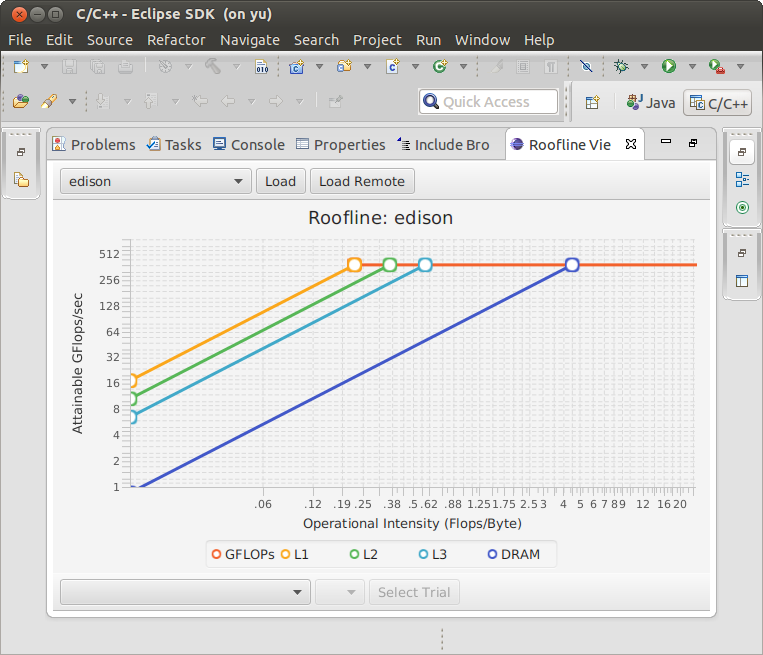 C/C++ - Eclipse SDK (on yu)
File Edit Source Refactor Navigate Search Project Run Window Help
010
Quick Access Java C/C++
Problems Tasks Console Properties Include Bro Roofline Vie
edison Load Load Remote
Roofline: edison
512
256
128
64
32
16
8
4
2
1
Attainable GFlops/sec
.06 .12 .19 .25 .38 .5 .62 .88 1.25 1.75 2.5 3 4 5 6 7 8 9 12 16 20
Operational Intensity (Flops/Byte)
GFLOPs L1 L2 L3 DRAM
Select Trial